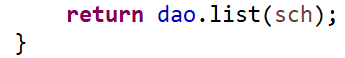 return dao.list(sch);
}